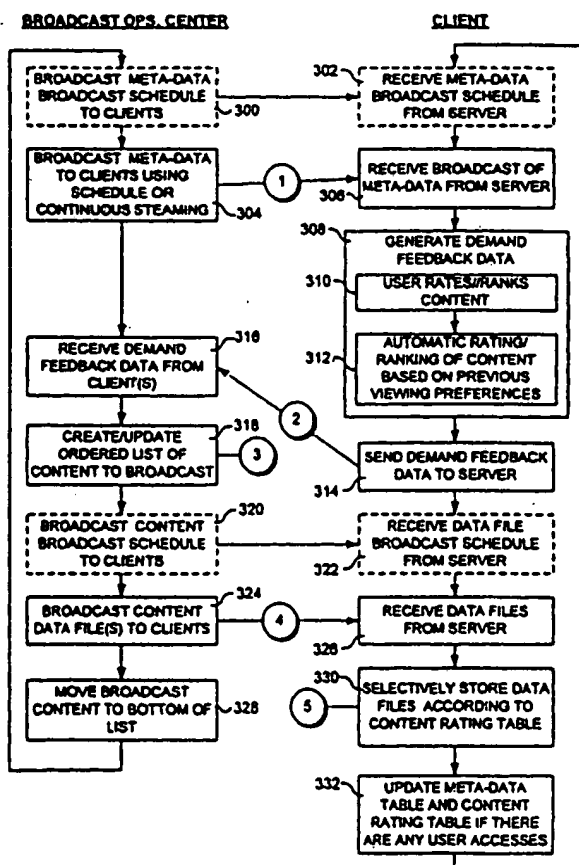 BROADCAST OPS. CENTER
CLIENT
BROADCAST META-DATA
BROADCAST SCHEDULE
TO CLIENTS
300
302
RECEIVE META-DATA
BROADCAST SCHEDULE
FROM SERVER
BROADCAST META-DATA
TO CLIENTS USING
SCHEDULE OR
CONTINUOUS STEAMING
304
1
RECEIVE BROADCAST OF
META-DATA FROM SERVER
306
308
GENERATE DEMAND
FEEDBACK DATA
310
USER RATES//RANKS
CONTENT
312
AUTOMATIC RATING/
RANKING OF CONTENT
BASED ON PREVIOUS
VIEWING PREFERENCES
316
RECEIVE DEMAND
FEEDBACK DATA FROM
CLIENT(S)
2
318
CREATE/UPDATE
ORDERED LIST OF
CONTENT TO BROADCAST
3
SEND DEMAND FEEDBACK
DATA TO SERVER
314
320
BROADCAST CONTENT
BROADCAST SCHEDULE
TO CLIENTS
RECEIVE DATA FILE
BROADCAST SCHEDULE
FROM SERVER
322
324
BROADCAST CONTENT
DATA FILE(S) TO CLIENTS
4
RECEIVE DATA FILES
FROM SERVER
326
MOVE BROADCAST
CONTENT TO BOTTOM OF
LIST
328
330
SELECTIVELY STORE DATA
FILES ACCORDING TO
CONTENT RATING TABLE
5
332
UPDATE META-DATA
TABLE AND CONTENT
RATING TABLE IF THERE
ARE ANY USER ACCESSES